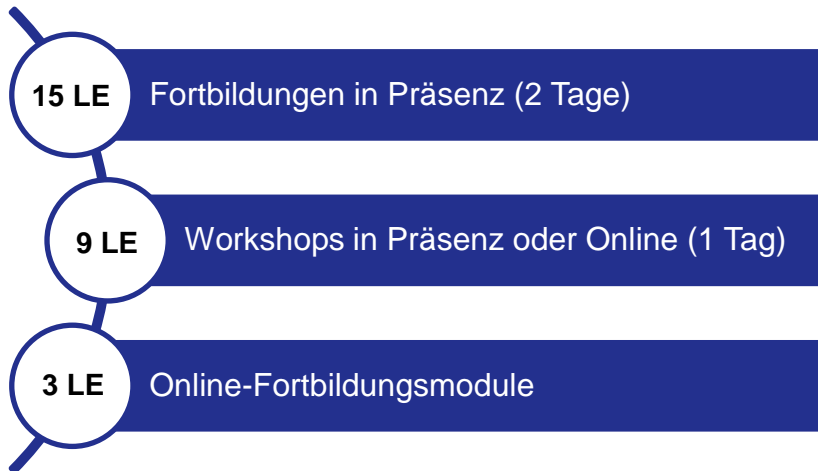 15 LE Fortbildungen in Präsenz (2 Tage)
9 LE Workshops in Präsenz oder Online (1 Tag)
3 LE Online-Fortbildungsmodule